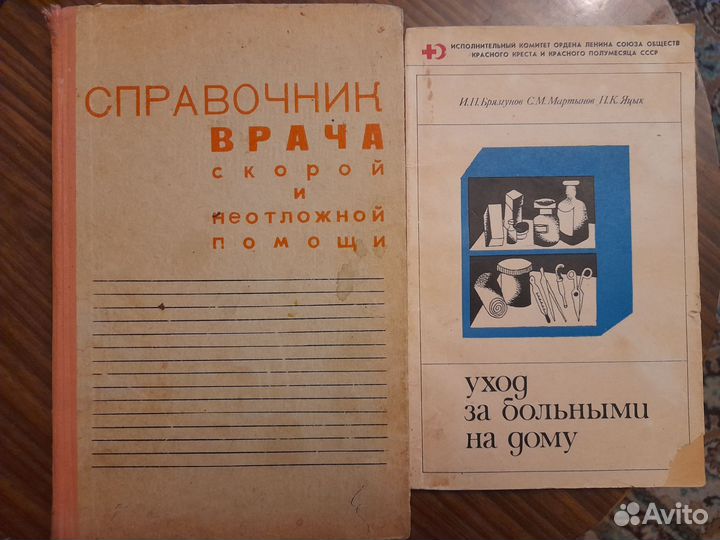 СПРАВОЧНИК
ВРАЧА
скорой
и
неотложной
помощи
ИСПОЛНИТЕЛЬНЫЙ КОМИТЕТ ОРДЕНА ЛЕНИНА СОЮЗА ОБЩЕСТВ
КРАСНОГО КРЕСТА И КРАСНОГО ПОЛУМЕСЯЦА СССР
И.П.Брязгунов С.М.Мартынов П.К.Яцык
уход
за больными
на дому
Avito